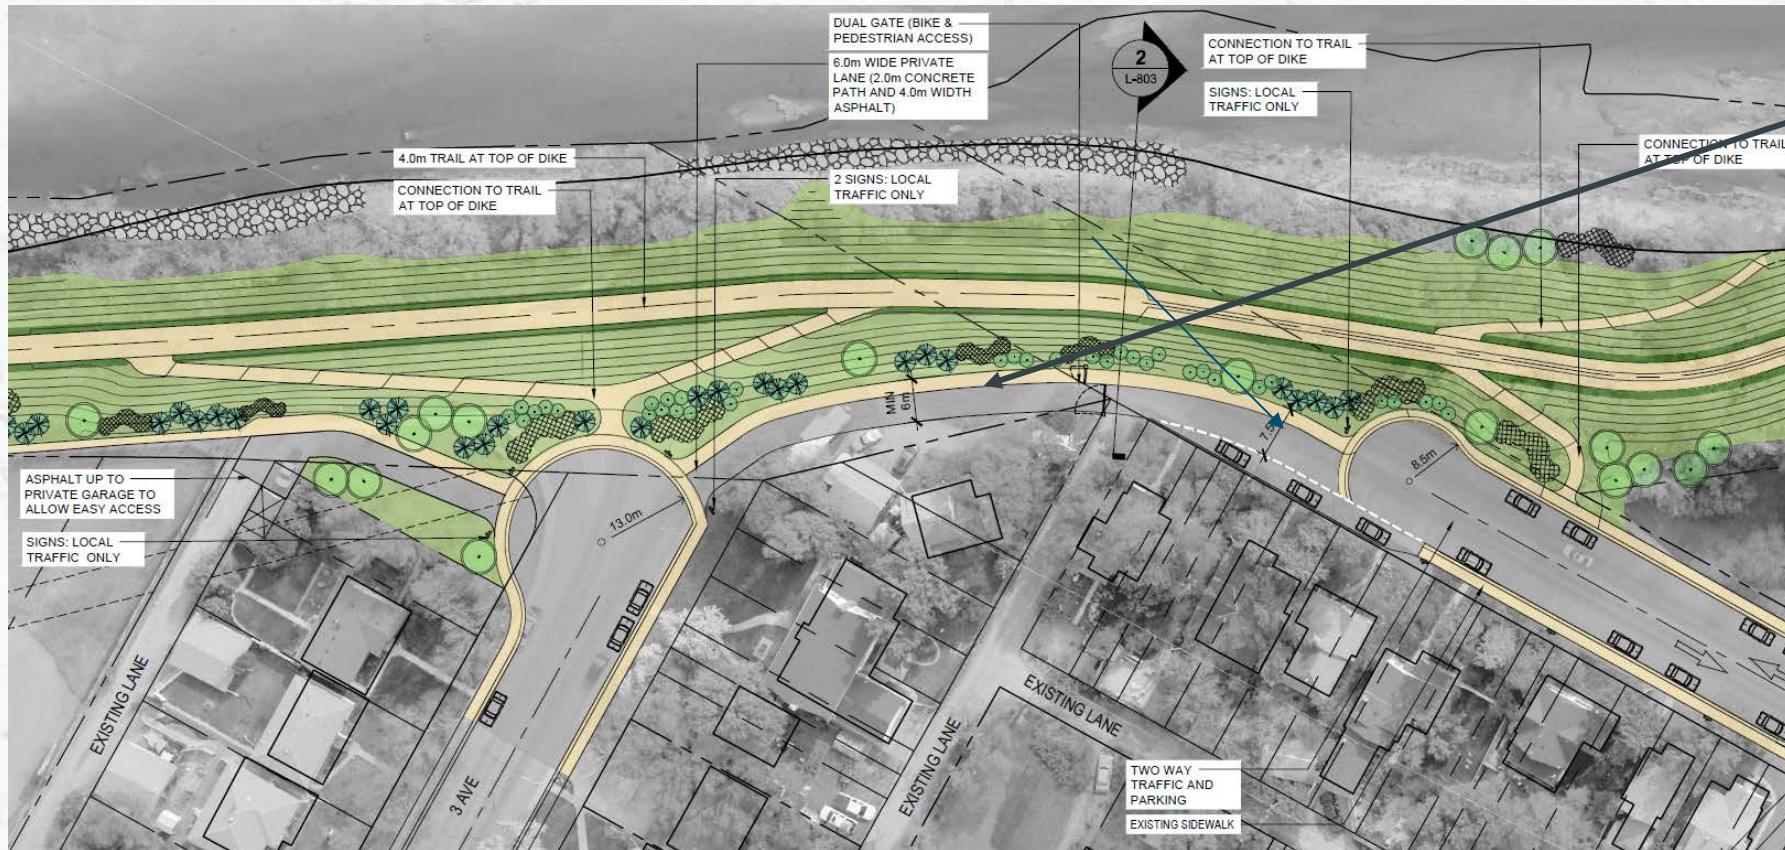 DUAL GATE (BIKE &
PEDESTRIAN ACCESS)
6.0m WIDE PRIVATE
LANE (2.0m CONCRETE
PATH AND 4.0m WIDTH
ASPHALT)
2
L-803
CONNECTION TO TRAIL
AT TOP OF DIKE
SIGNS: LOCAL
TRAFFIC ONLY
CONNECTION TO TRAIL
AT TOP OF DIKE
4.0m TRAIL AT TOP OF DIKE
CONNECTION TO TRAIL
AT TOP OF DIKE
2 SIGNS: LOCAL
TRAFFIC ONLY
MIN
6m
8.5m
ASPHALT UP TO
PRIVATE GARAGE TO
ALLOW EASY ACCESS
SIGNS: LOCAL
TRAFFIC ONLY
13.0m
EXISTING LANE
3 AVE
EXISTING LANE
EXISTING LANE
TWO WAY
TRAFFIC AND
PARKING
EXISTING SIDEWALK